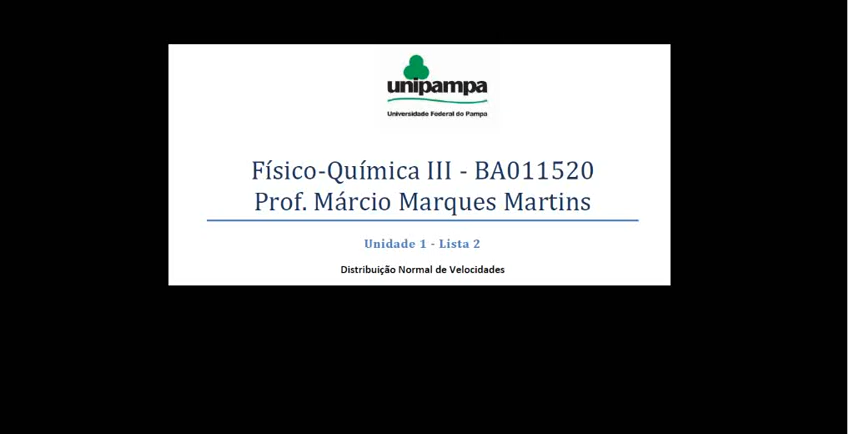 unipampa
Universidade Federal do Pampa
Físico-Química III - BA011520
Prof. Márcio Marques Martins
Unidade 1 - Lista 2
Distribuição Normal de Velocidades